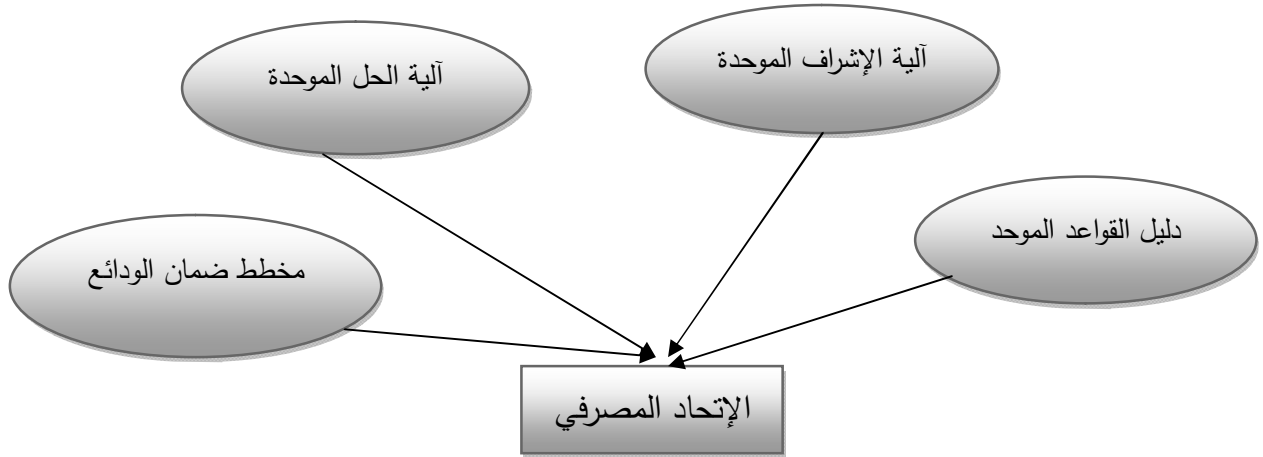 آلية الإشراف الموحدة
آلية الحل الموحدة
دليل القواعد الموحد
مخطط ضمان الودائع
الإتحاد المصرفي